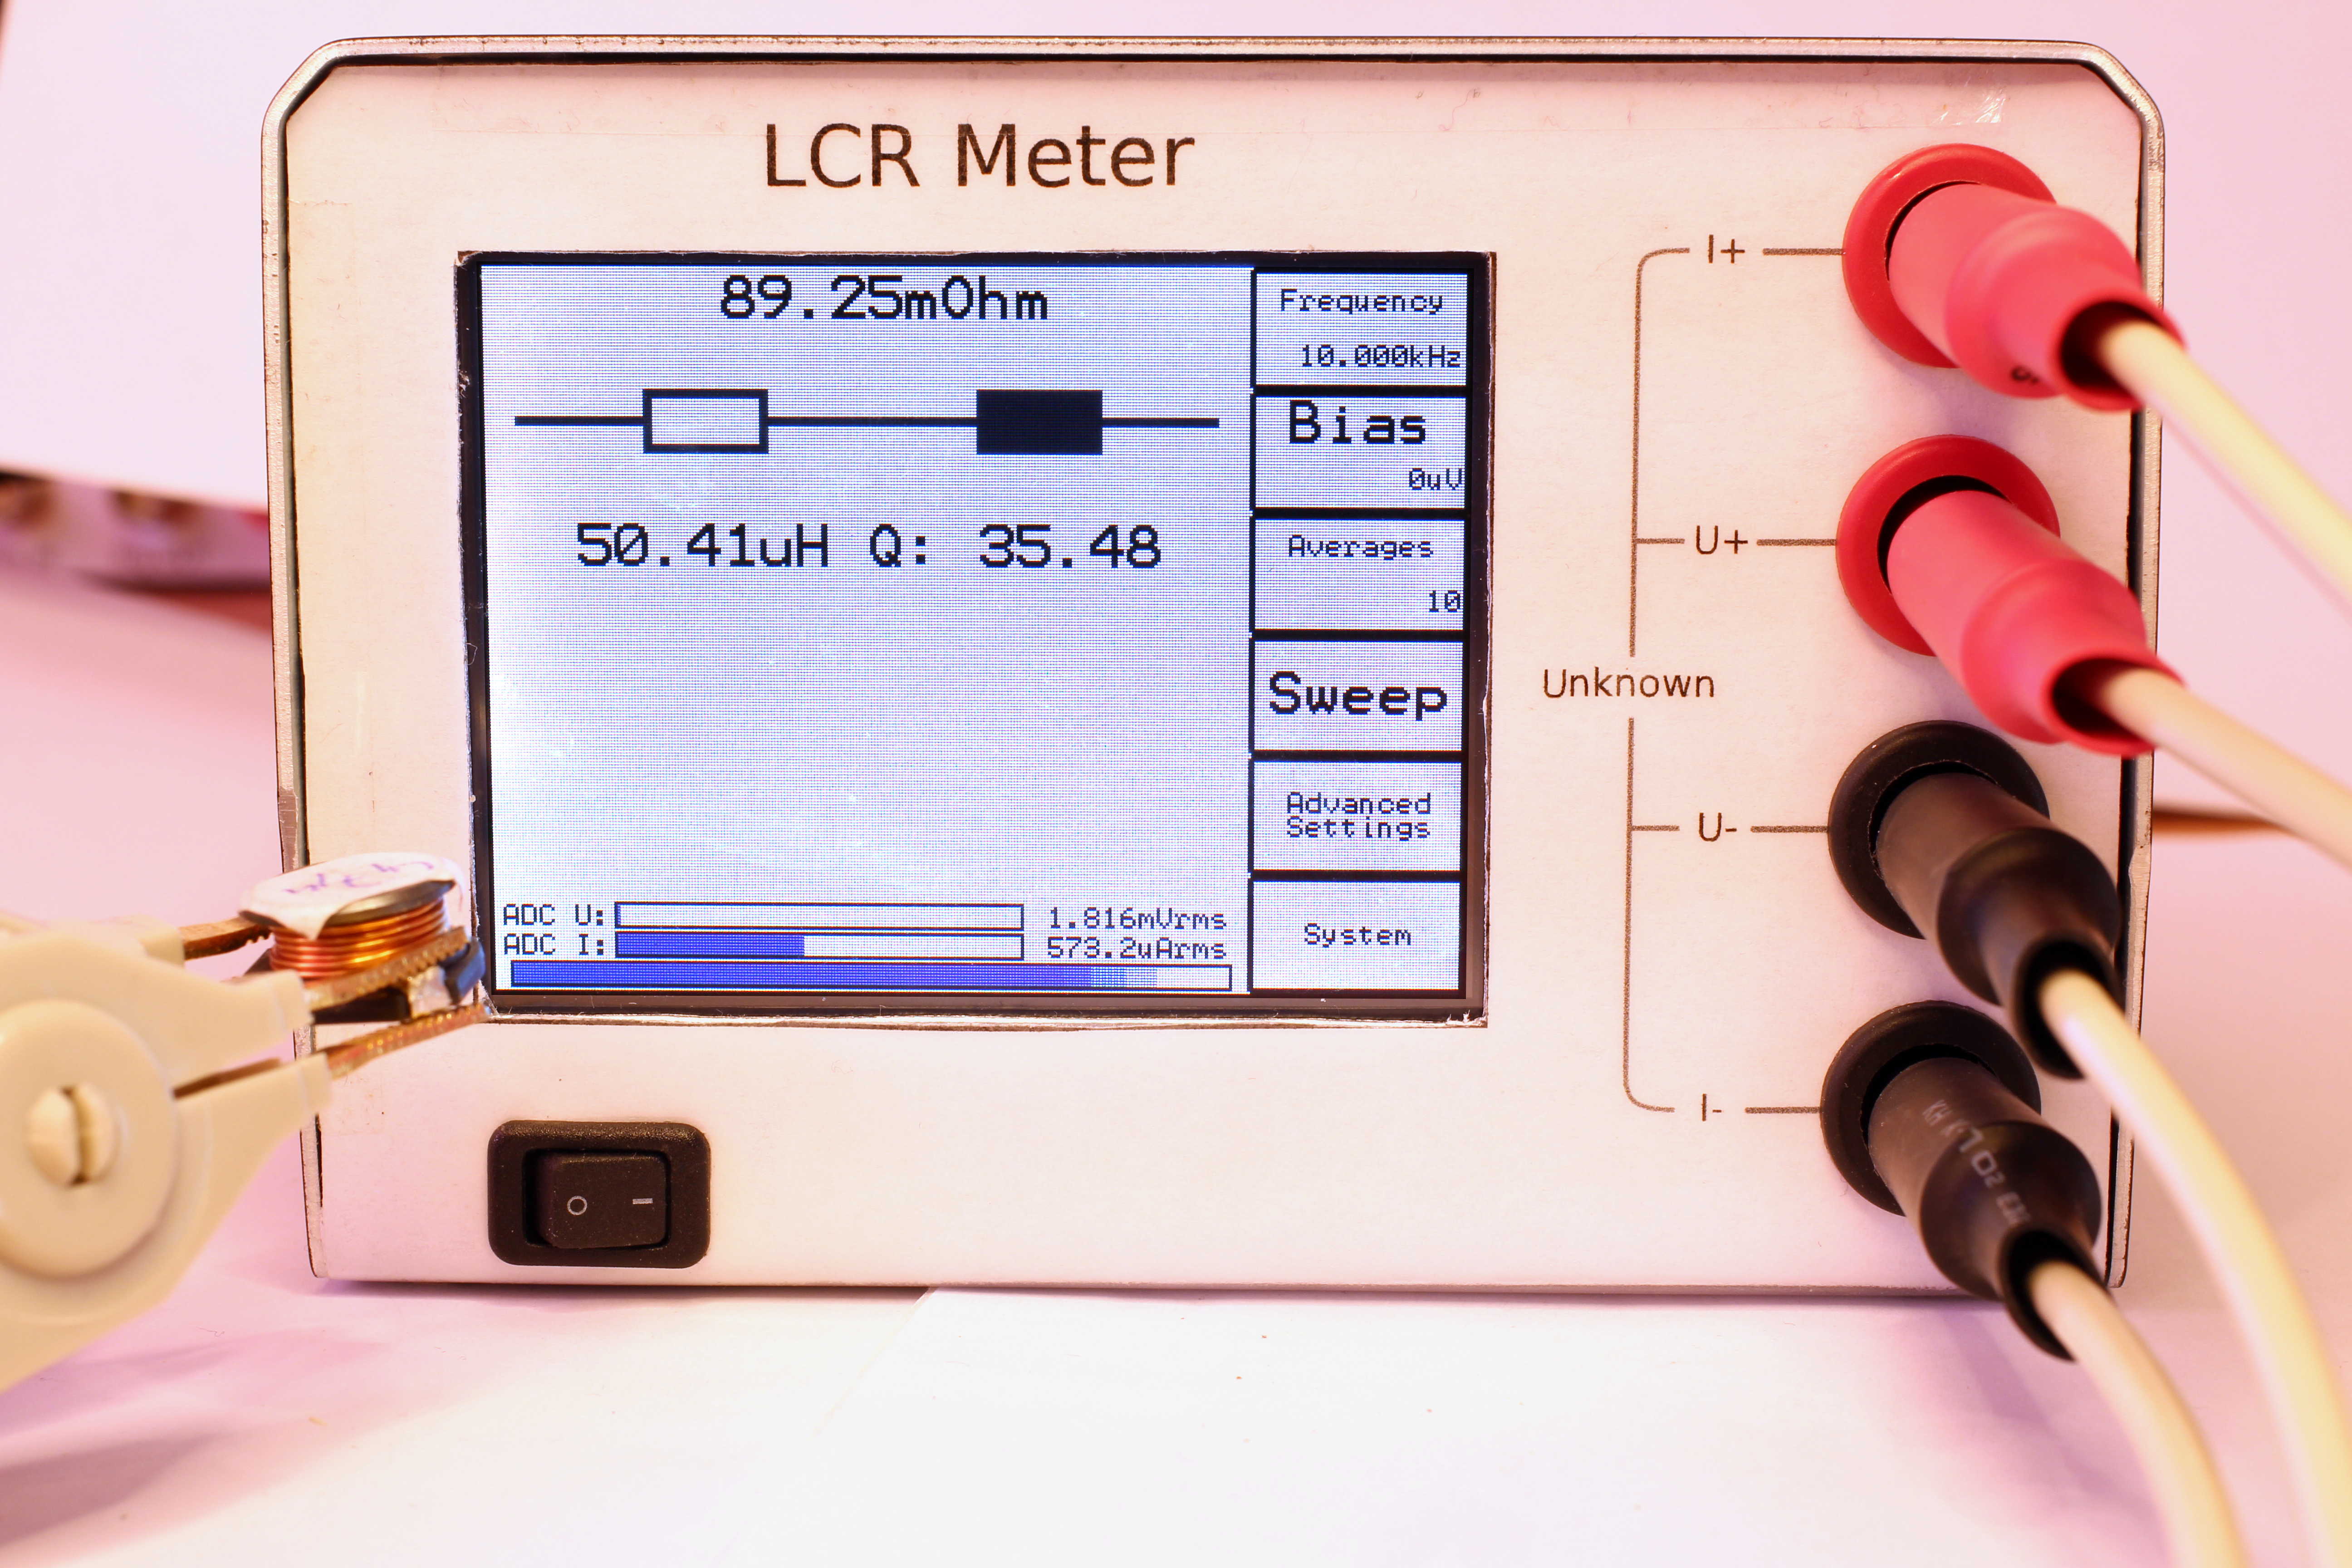 LCR Meter
89.25mOhm
50.41uH Q: 35.48
ADC U: 1.816mVrms
ADC I: 573.2uArms
Frequency
10.000kHz
Bias
0uV
Averages
10
Sweep
Advanced
Settings
System
I+
U+
Unknown
U-
I-
O I